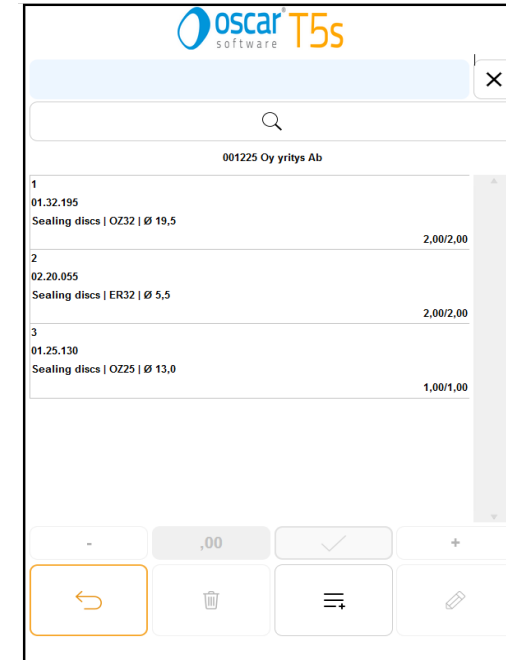 oscar T5s
software
001225 Oy yritys Ab
1
01.32.195
Sealing discs | OZ32 | Ø 19,5
2,00/2,00
2
02.20.055
Sealing discs | ER32 | Ø 5,5
2,00/2,00
3
01.25.130
Sealing discs | OZ25 | Ø 13,0
1,00/1,00
- ,00 +